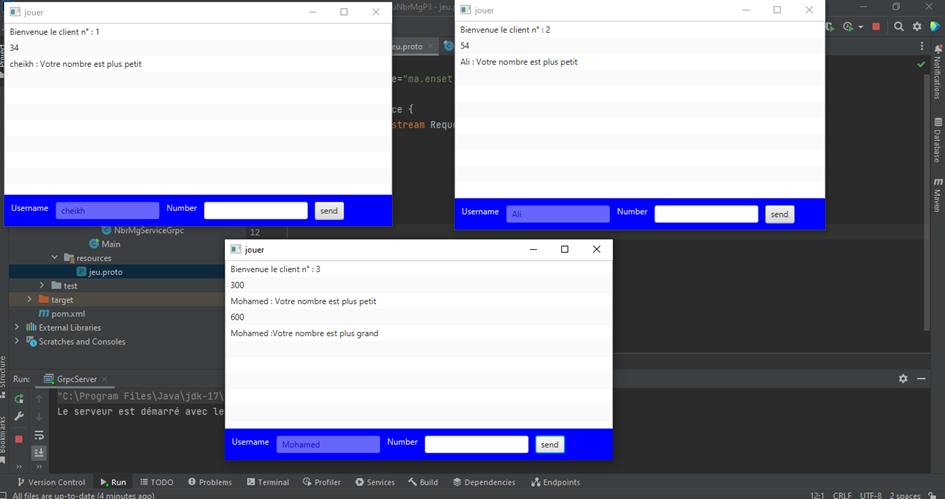 jouer
Bienvenue le client n° : 1
34
cheikh : Votre nombre est plus petit
Username cheikh Number send
NbrMgP3 - jeu.p
jouer
Bienvenue le client n° : 2
54
Ali : Votre nombre est plus petit
Username Ali Number send
eu.proto
e="ma.enset
ce {
stream Reque
Notifications
Database
Maven
NbrMgServiceGrpc
Main
resources
jeu.proto
test
target
pom.xml
External Libraries
Scratches and Consoles
12
jouer
Bienvenue le client n° : 3
300
Mohamed : Votre nombre est plus petit
600
Mohamed :Votre nombre est plus grand
Username Mohamed Number send
Structure
Bookmarks
Run: GrpcServer
"C:\Program Files\Java\jdk-17\
Le serveur est démarré avec le
Version Control Run TODO Problems Terminal Profiler Services Build Dependencies Endpoints
All files are up-to-date (4 minutes ago) 12:1 CRLF UTF-8 2 spaces